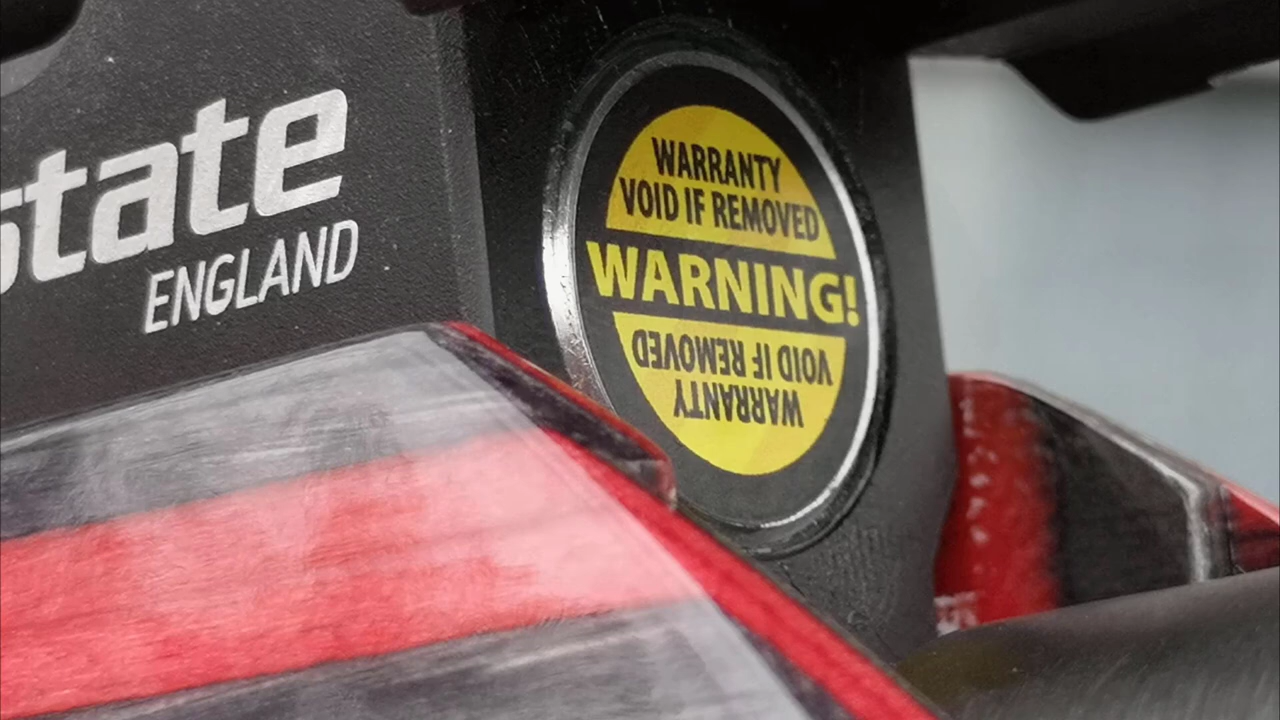 state
ENGLAND
WARRANTY
VOID IF REMOVED
WARNING!
VOID IF REMOVED
WARRANTY